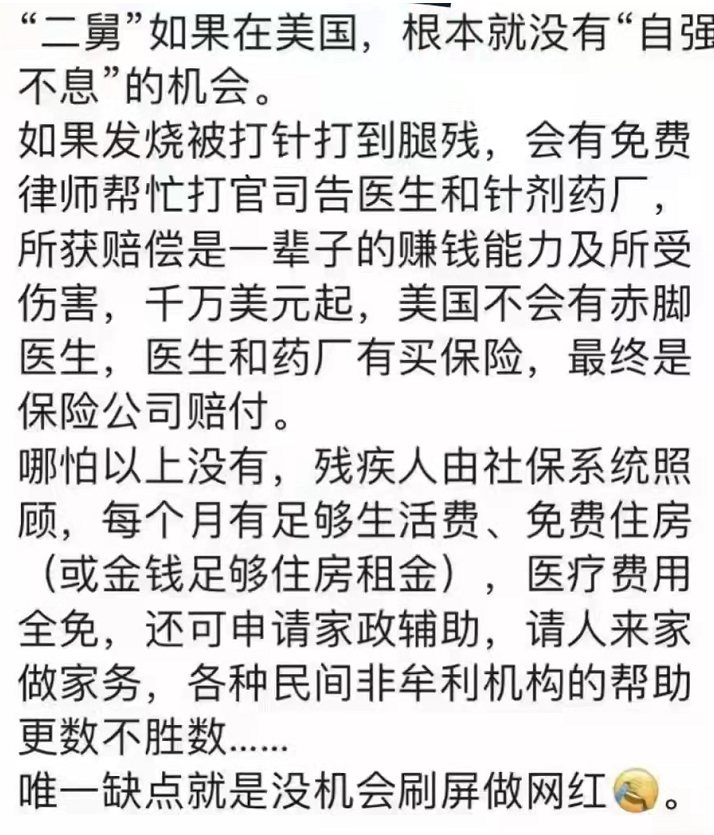 “二舅”如果在美国，根本就没有“自强
不息”的机会。
如果发烧被打针打到腿残，会有免费
律师帮忙打官司告医生和针剂药厂，
所获赔偿是一辈子的赚钱能力及所受
伤害，千万美元起，美国不会有赤脚
医生，医生和药厂有买保险，最终是
保险公司赔付。
哪怕以上没有，残疾人由社保系统照
顾，每个月有足够生活费、免费住房
（或金钱足够住房租金），医疗费用
全免，还可申请家政辅助，请人来家
做家务，各种民间非牟利机构的帮助
更数不胜数……
唯一缺点就是没机会刷屏做网红🤣。